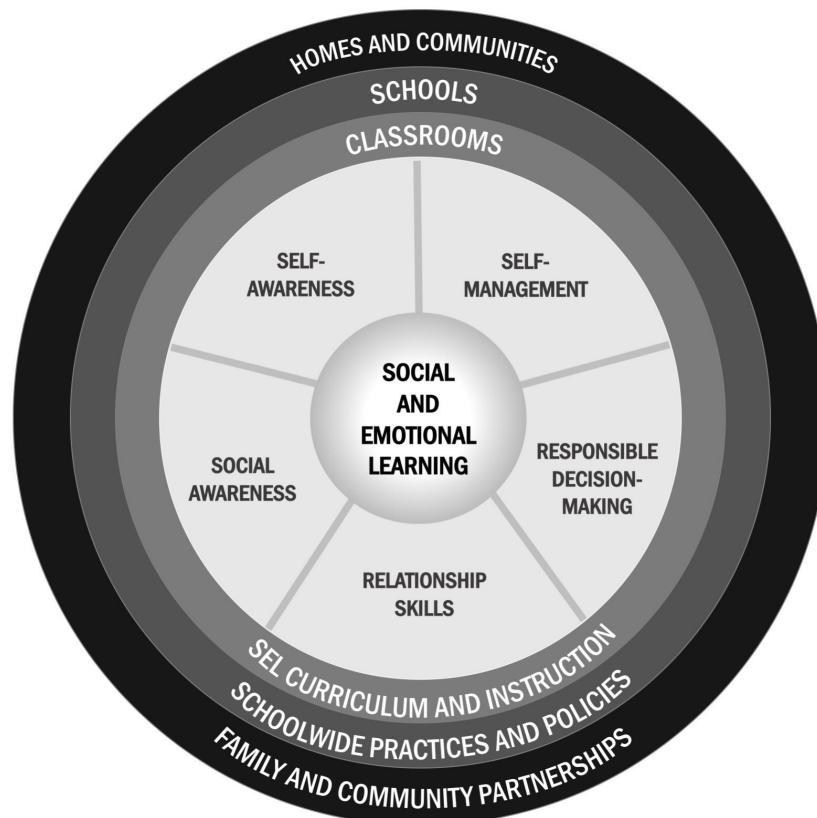 HOMES AND COMMUNITIES
SCHOOLS
CLASSROOMS
SELF-
AWARENESS
SELF-
MANAGEMENT
SOCIAL
AND
EMOTIONAL
LEARNING
SOCIAL
AWARENESS
RESPONSIBLE
DECISION-
MAKING
RELATIONSHIP
SKILLS
SEL CURRICULUM AND INSTRUCTION
SCHOOLWIDE PRACTICES AND POLICIES
FAMILY AND COMMUNITY PARTNERSHIPS